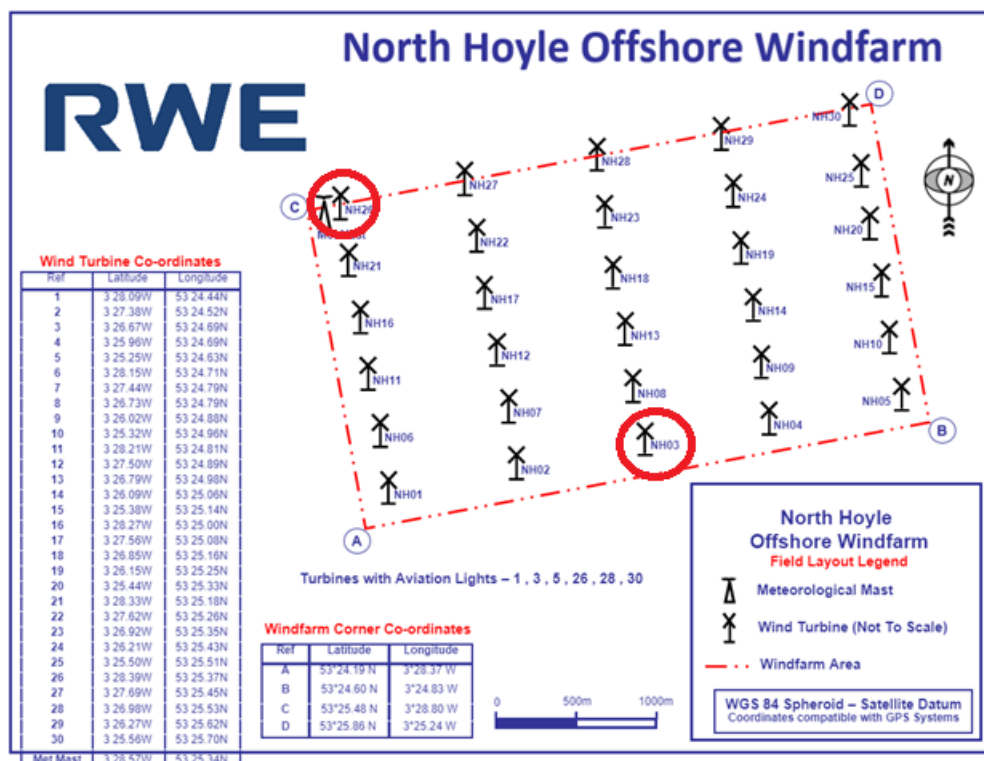 North Hoyle Offshore Windfarm
RWE
D
NH30
NH29
NH28
NH25
NH27
N
NH24
C
NH26
NH23
NH20
NH22
NH19
NH21
NH18
NH15
NH17
NH14
NH16
NH13
NH10
NH12
NH09
NH11
NH08
NH05
NH07
NH04
B
NH06
NH03
NH02
NH01
A
Wind Turbine Co-ordinates
Ref Latitude Longitude
1 3 28.09W 53 24.44N
2 3 27.38W 53 24.52N
3 3 26.67W 53 24.69N
4 3 25.96W 53 24.69N
5 3 25.25W 53 24.63N
6 3 28.15W 53 24.71N
7 3 27.44W 53 24.79N
8 3 26.73W 53 24.79N
9 3 26.02W 53 24.88N
10 3 25.32W 53 24.96N
11 3 28.21W 53 24.81N
12 3 27.50W 53 24.89N
13 3 26.79W 53 24.98N
14 3 26.09W 53 25.06N
15 3 25.38W 53 25.14N
16 3 28.27W 53 25.00N
17 3 27.56W 53 25.08N
18 3 26.85W 53 25.16N
19 3 26.15W 53 25.25N
20 3 25.44W 53 25.33N
21 3 28.33W 53 25.18N
22 3 27.62W 53 25.26N
23 3 26.92W 53 25.35N
24 3 26.21W 53 25.43N
25 3 25.50W 53 25.51N
26 3 28.39W 53 25.37N
27 3 27.69W 53 25.45N
28 3 26.98W 53 25.53N
29 3 26.27W 53 25.62N
30 3 25.56W 53 25.70N
Met Mast 3 28.57W 53 25.34N
Turbines with Aviation Lights – 1 , 3 , 5 , 26 , 28 , 30
Windfarm Corner Co-ordinates
Ref Latitude Longitude
A 53°24.19 N 3°28.37 W
B 53°24.60 N 3°24.83 W
C 53°25.48 N 3°28.80 W
D 53°25.86 N 3°25.24 W
0 500m 1000m
North Hoyle
Offshore Windfarm
Field Layout Legend
Meteorological Mast
Wind Turbine (Not To Scale)
Windfarm Area
WGS 84 Spheroid – Satellite Datum
Coordinates compatible with GPS Systems